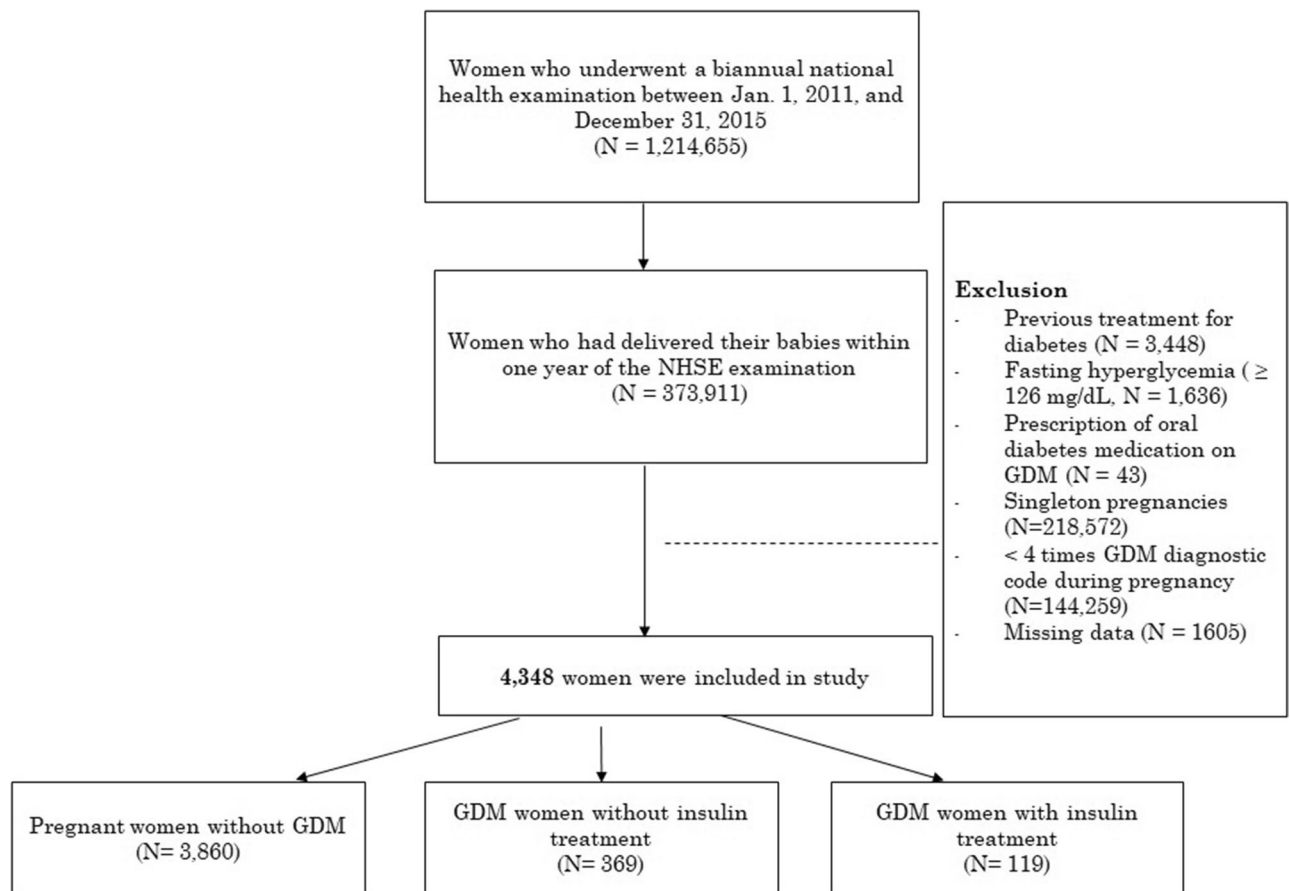 Women who underwent a biannual national
health examination between Jan. 1, 2011, and
December 31, 2015
(N = 1,214,655)
Women who had delivered their babies within
one year of the NHSE examination
(N = 373,911)
Exclusion
- Previous treatment for
diabetes (N = 3,448)
- Fasting hyperglycemia ( ≥
126 mg/dL, N = 1,636)
- Prescription of oral
diabetes medication on
GDM (N = 43)
- Singleton pregnancies
(N=218,572)
- < 4 times GDM diagnostic
code during pregnancy
(N=144,259)
- Missing data (N = 1605)
4,348 women were included in study
Pregnant women without GDM
(N= 3,860)
GDM women without insulin
treatment
(N= 369)
GDM women with insulin
treatment
(N= 119)